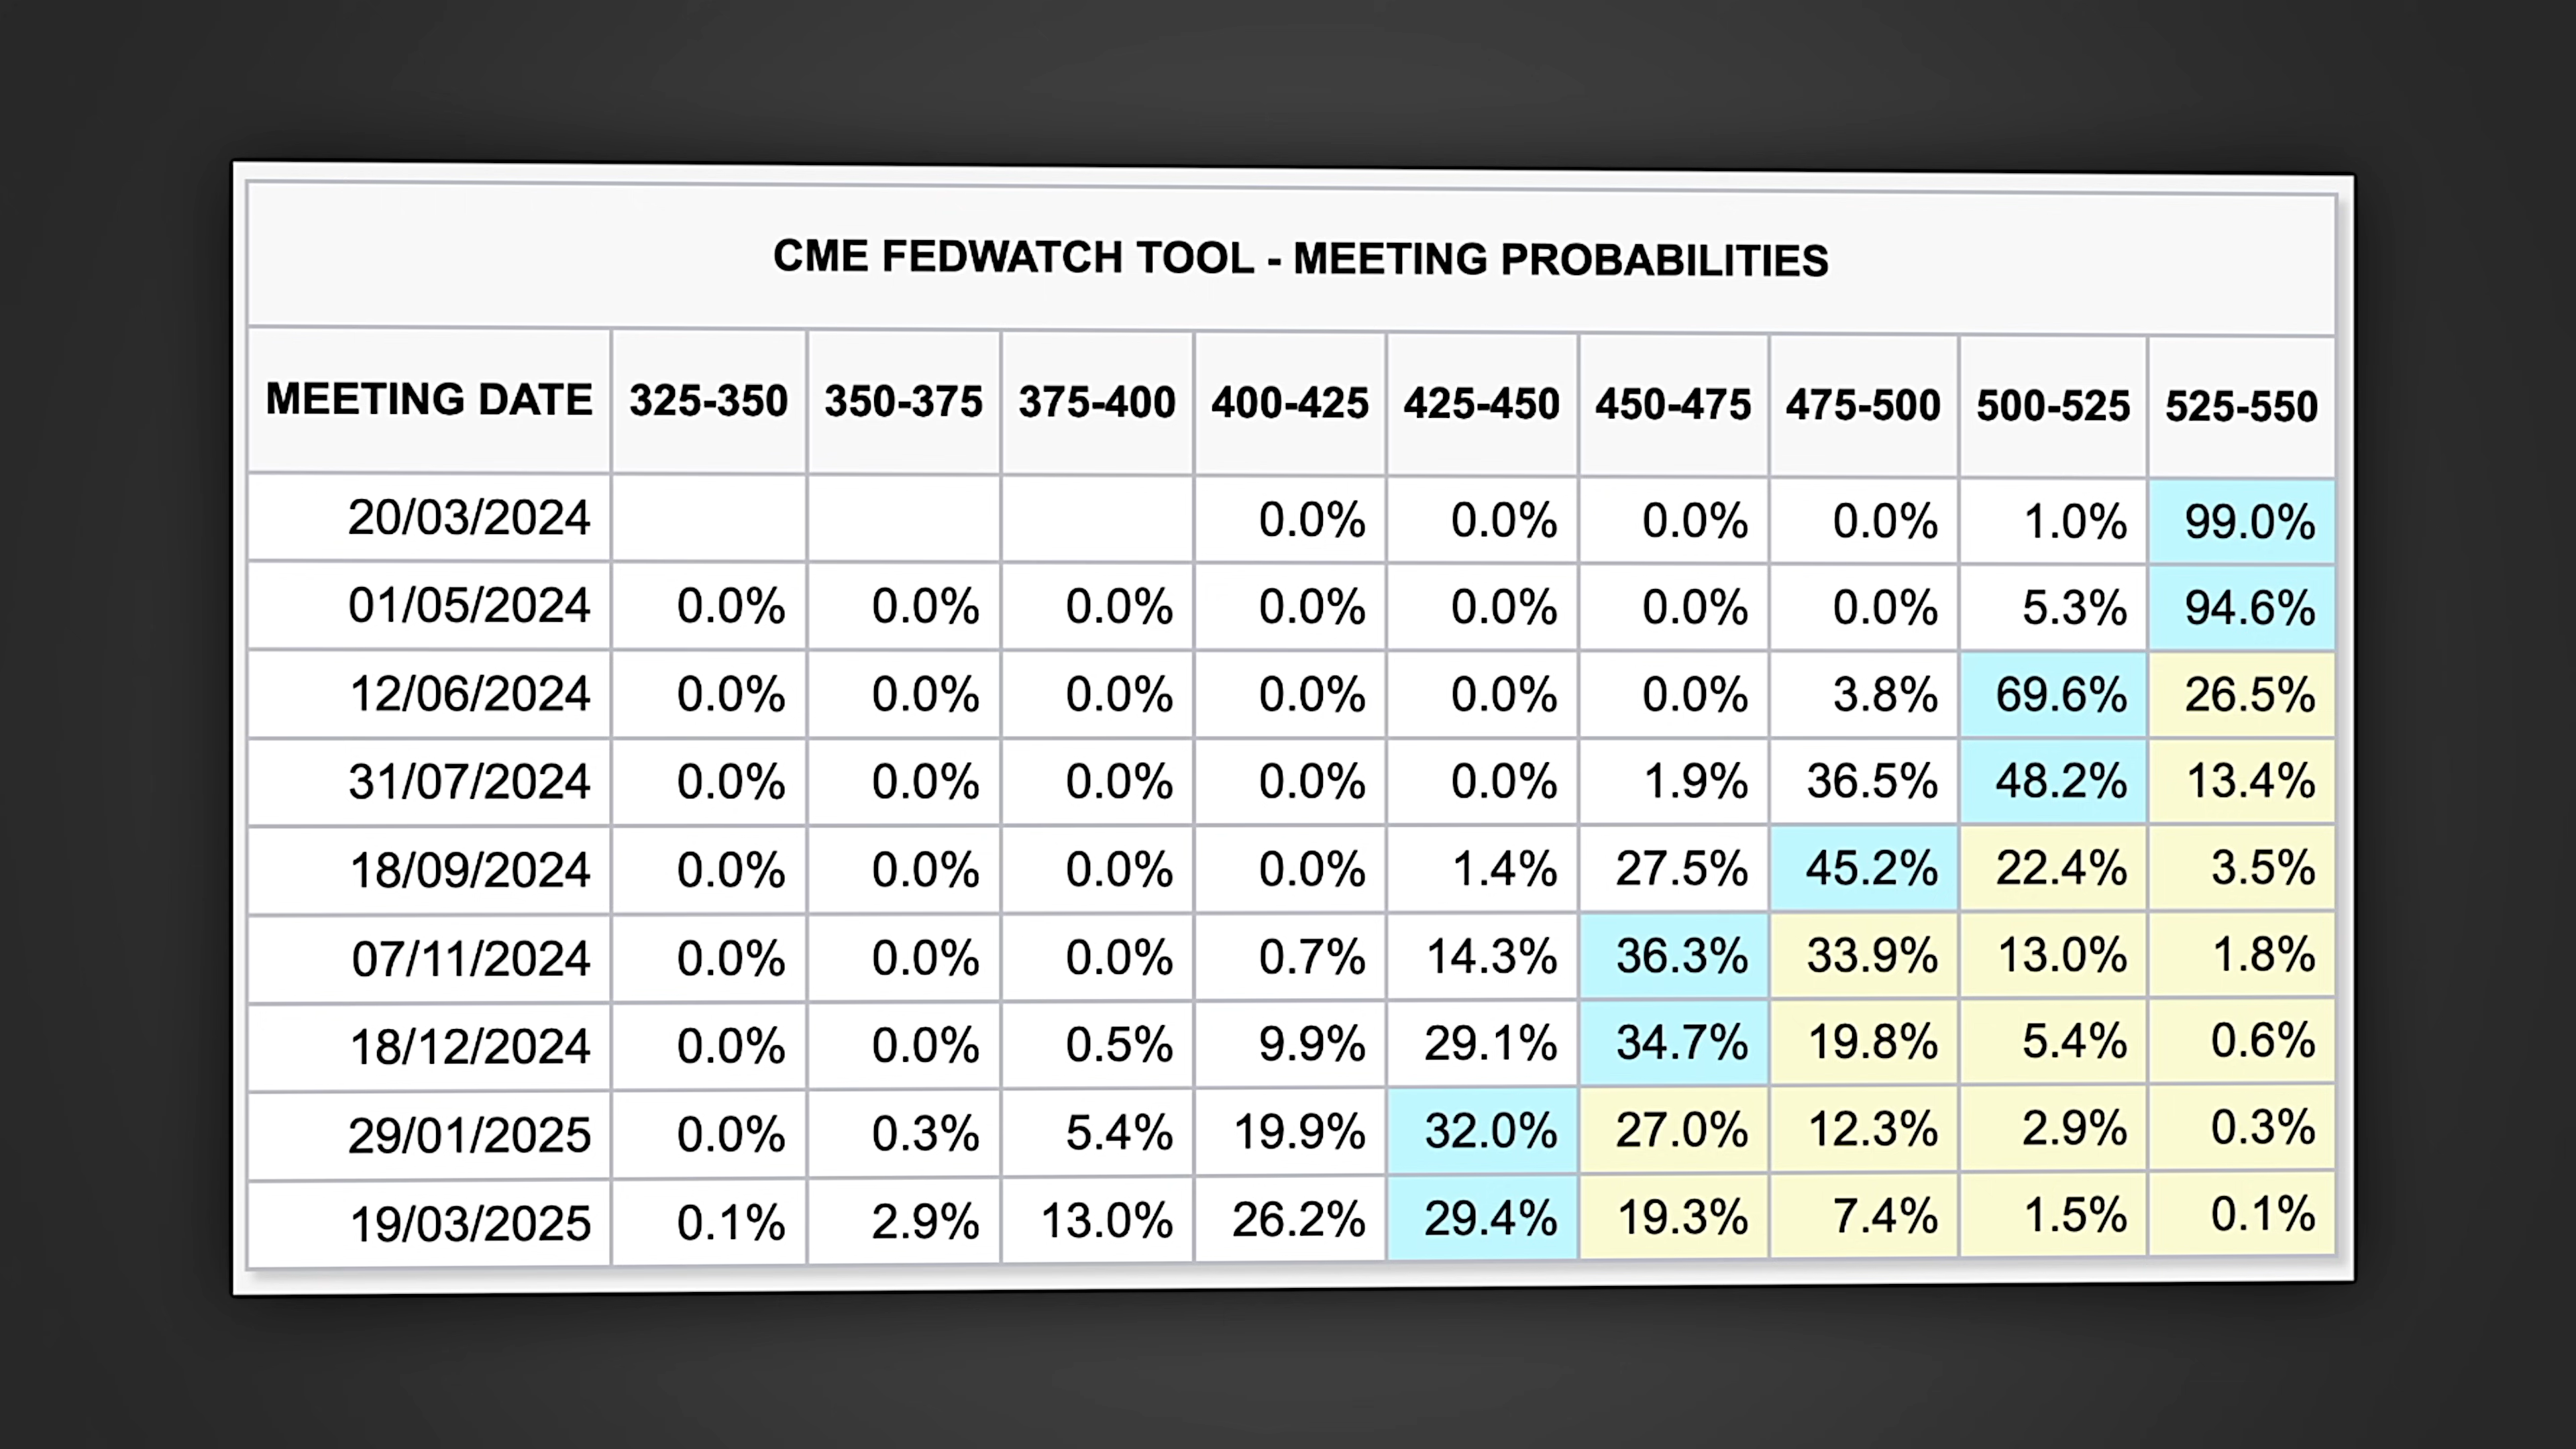 CME FEDWATCH TOOL - MEETING PROBABILITIES
MEETING DATE 325-350 350-375 375-400 400-425 425-450 450-475 475-500 500-525 525-550
20/03/2024 0.0% 0.0% 0.0% 0.0% 1.0% 99.0%
01/05/2024 0.0% 0.0% 0.0% 0.0% 0.0% 0.0% 0.0% 5.3% 94.6%
12/06/2024 0.0% 0.0% 0.0% 0.0% 0.0% 0.0% 3.8% 69.6% 26.5%
31/07/2024 0.0% 0.0% 0.0% 0.0% 0.0% 1.9% 36.5% 48.2% 13.4%
18/09/2024 0.0% 0.0% 0.0% 0.0% 1.4% 27.5% 45.2% 22.4% 3.5%
07/11/2024 0.0% 0.0% 0.0% 0.7% 14.3% 36.3% 33.9% 13.0% 1.8%
18/12/2024 0.0% 0.0% 0.5% 9.9% 29.1% 34.7% 19.8% 5.4% 0.6%
29/01/2025 0.0% 0.3% 5.4% 19.9% 32.0% 27.0% 12.3% 2.9% 0.3%
19/03/2025 0.1% 2.9% 13.0% 26.2% 29.4% 19.3% 7.4% 1.5% 0.1%